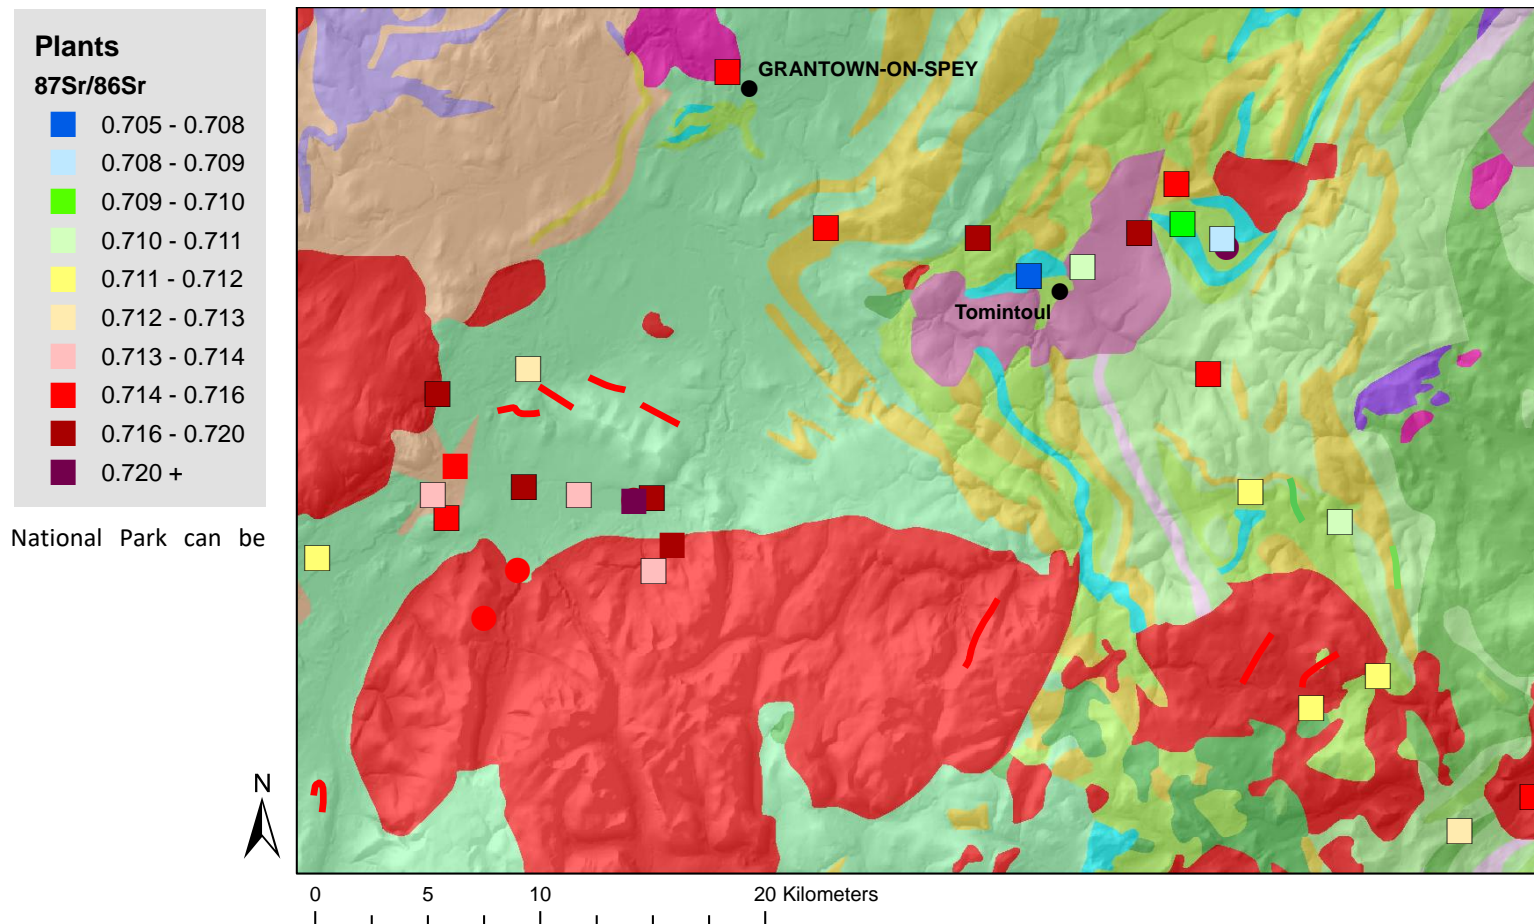 Plants
87Sr/86Sr
0.705 - 0.708
0.708 - 0.709
0.709 - 0.710
0.710 - 0.711
0.711 - 0.712
0.712 - 0.713
0.713 - 0.714
0.714 - 0.716
0.716 - 0.720
0.720 +
National Park can be
GRANTOWN-ON-SPEY
Tomintoul
N
0 5 10 20 Kilometers